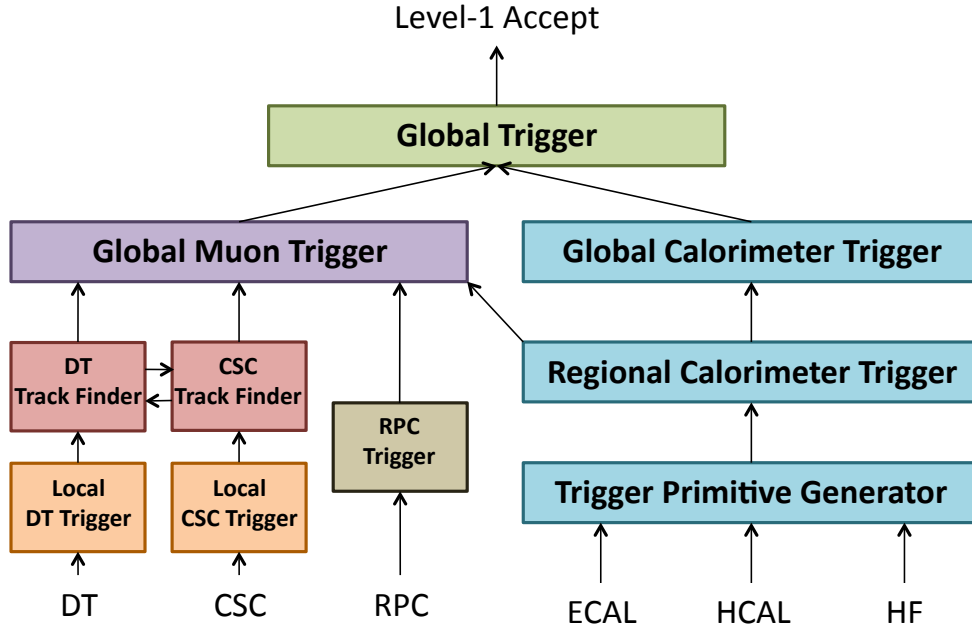 Level-1 Accept
Global Trigger
Global Muon Trigger
Global Calorimeter Trigger
DT
Track Finder
CSC
Track Finder
Regional Calorimeter Trigger
RPC
Trigger
Local
DT Trigger
Local
CSC Trigger
Trigger Primitive Generator
DT
CSC
RPC
ECAL
HCAL
HF